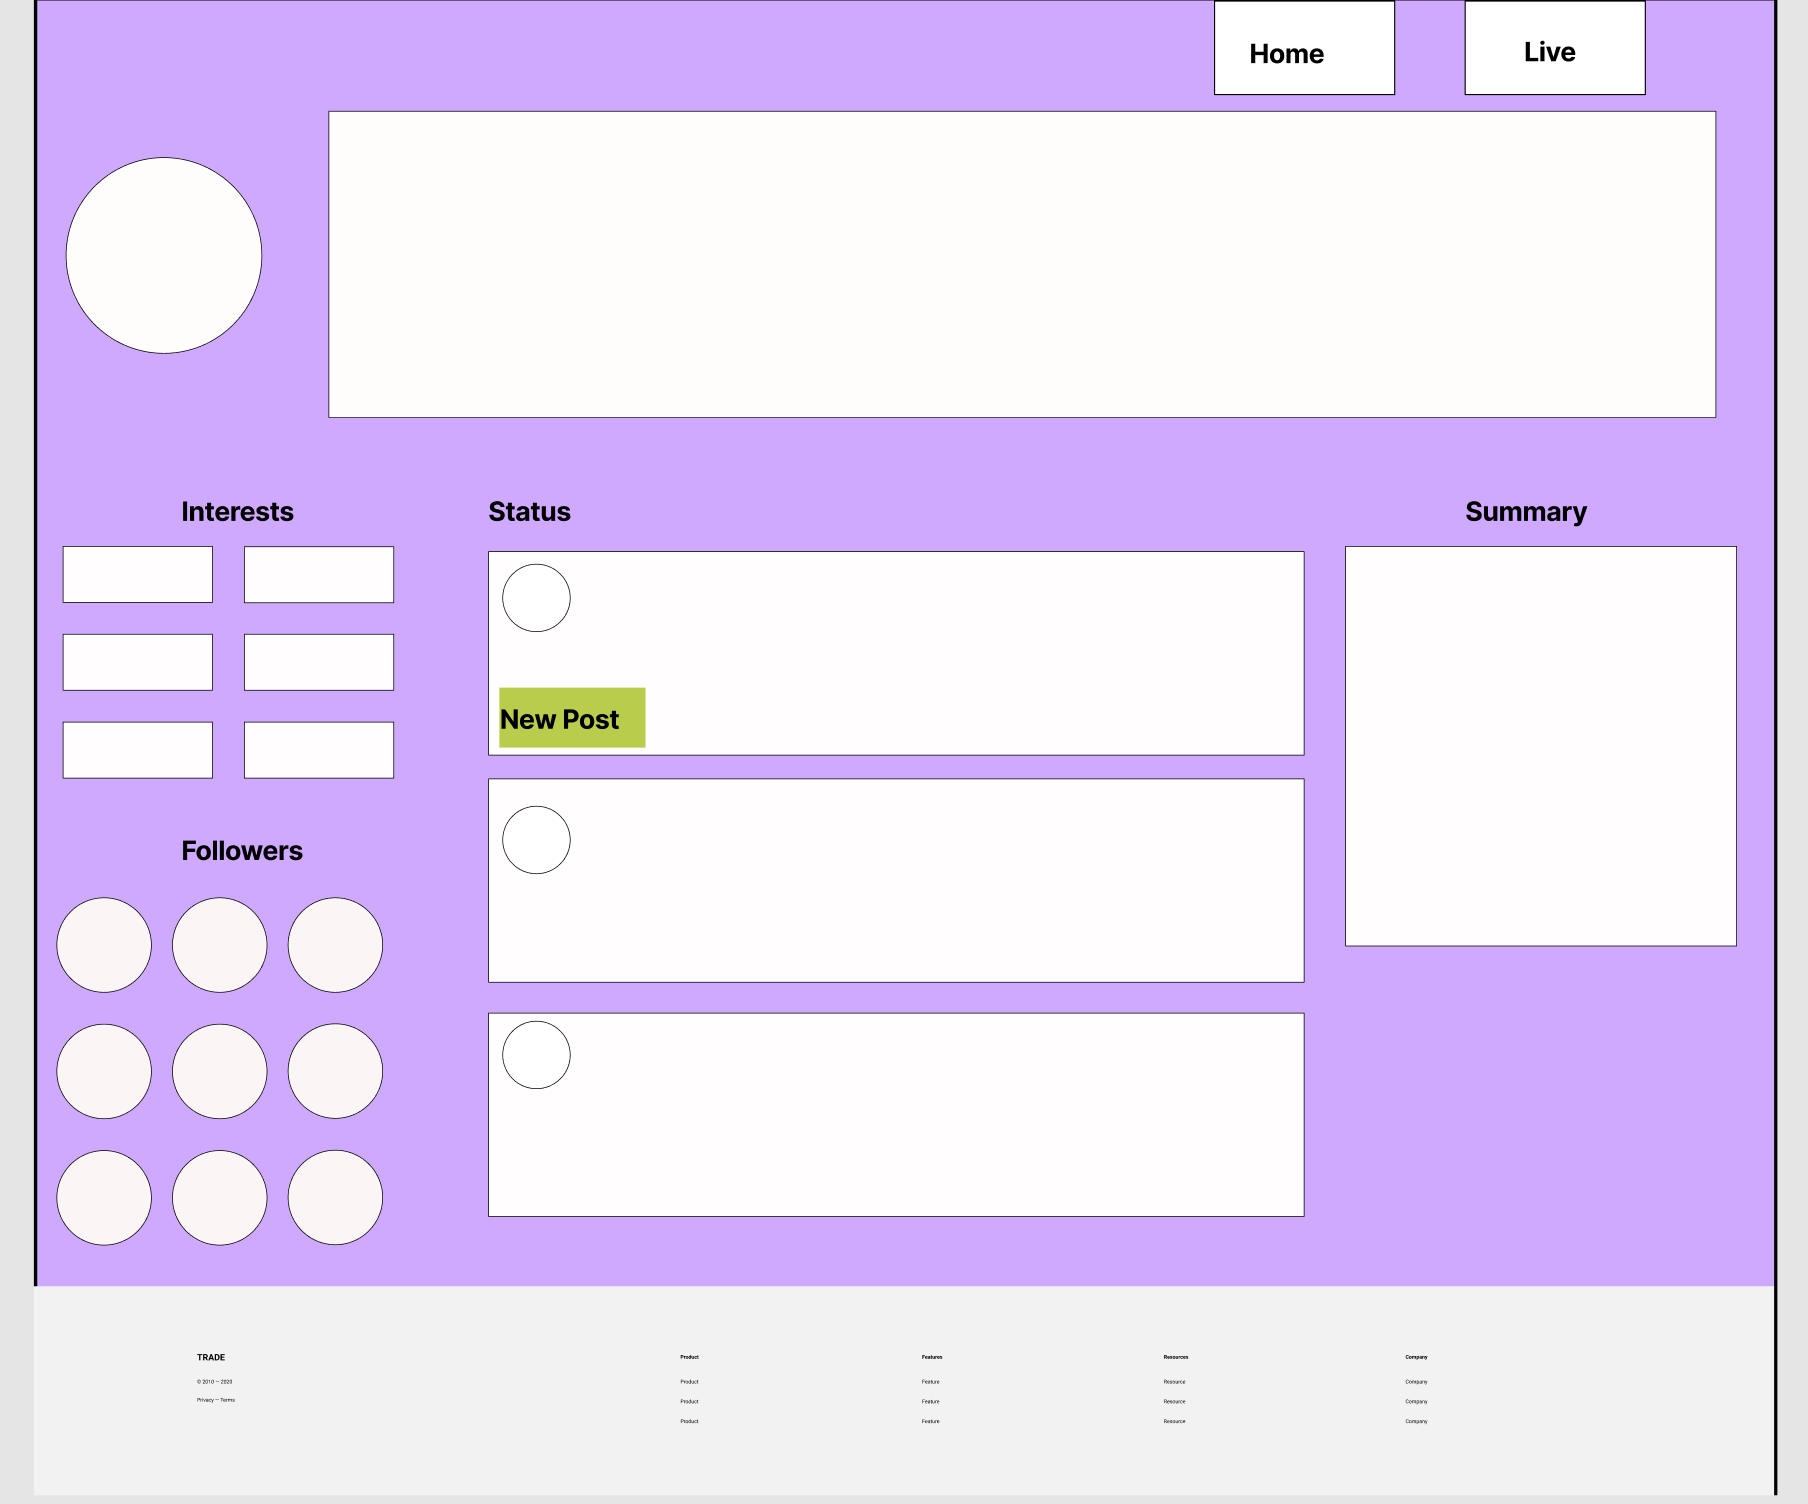 Home
Live
Interests
Status
Summary
New Post
Followers
TRADE
© 2010 — 2020
Privacy — Terms
Product
Product
Product
Product
Features
Feature
Feature
Feature
Resources
Resource
Resource
Resource
Company
Company
Company
Company